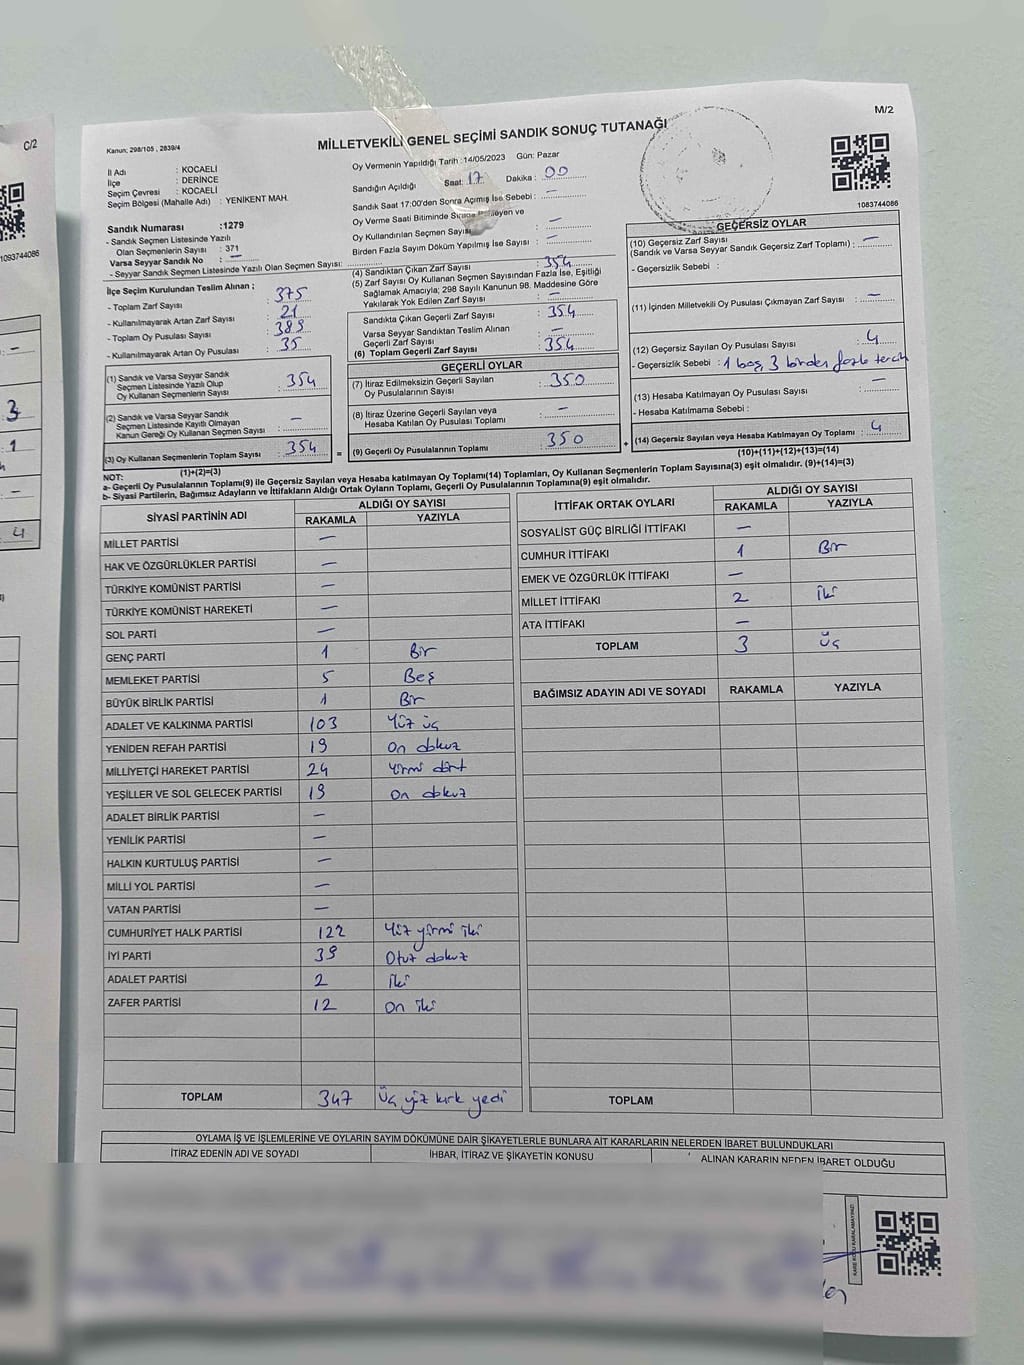 C/2
1093744086
3
1
4
M/2
Kanun; 298/105 , 2839/4
MİLLETVEKİLİ GENEL SEÇİMİ SANDIK SONUÇ TUTANAĞI
İl Adı : KOCAELİ
İlçe : DERİNCE
Seçim Çevresi : KOCAELİ
Seçim Bölgesi (Mahalle Adı) : YENİKENT MAH.
Sandık Numarası :1279
- Sandık Seçmen Listesinde Yazılı
Olan Seçmenlerin Sayısı : 371
Varsa Seyyar Sandık No : —
- Seyyar Sandık Seçmen Listesinde Yazılı Olan Seçmen Sayısı:
Oy Vermenin Yapıldığı Tarih :14/05/2023 Gün: Pazar
Sandığın Açıldığı Saat: 17 Dakika : 00
Sandık Saat 17:00'den Sonra Açılmış İse Sebebi : —
Oy Verme Saati Bitiminde Sırada ve
Oy Kullandırılan Seçmen Sayısı : —
Birden Fazla Sayım Döküm Yapılmış İse Sayısı : —
1083744086
İlçe Seçim Kurulundan Teslim Alınan ;
- Toplam Zarf Sayısı : 375
- Kullanılmayarak Artan Zarf Sayısı : 21
- Toplam Oy Pusulası Sayısı : 389
- Kullanılmayarak Artan Oy Pusulası : 35
(1) Sandık ve Varsa Seyyar Sandık
Seçmen Listesinde Yazılı Olup
Oy Kullanan Seçmenlerin Sayısı : 354
(2) Sandık ve Varsa Seyyar Sandık
Seçmen Listesinde Kayıtlı Olmayan
Kanun Gereği Oy Kullanan Seçmen Sayısı : —
(3) Oy Kullanan Seçmenlerin Toplam Sayısı : 354
(1)+(2)=(3)
(4) Sandıktan Çıkan Zarf Sayısı : 354
(5) Zarf Sayısı Oy Kullanan Seçmen Sayısından Fazla İse, Eşitliği
Sağlamak Amacıyla; 298 Sayılı Kanunun 98. Maddesine Göre
Yakılarak Yok Edilen Zarf Sayısı : —
Sandıkta Çıkan Geçerli Zarf Sayısı : 354
Varsa Seyyar Sandıktan Teslim Alınan
Geçerli Zarf Sayısı : —
(6) Toplam Geçerli Zarf Sayısı : 354
GEÇERLİ OYLAR
(7) İtiraz Edilmeksizin Geçerli Sayılan
Oy Pusulalarının Sayısı : 350
(8) İtiraz Üzerine Geçerli Sayılan veya
Hesaba Katılan Oy Pusulası Toplamı : —
= (9) Geçerli Oy Pusulalarının Toplamı : 350
GEÇERSİZ OYLAR
(10) Geçersiz Zarf Sayısı
(Sandık ve Varsa Seyyar Sandık Geçersiz Zarf Toplamı) : —
- Geçersizlik Sebebi :
(11) İçinden Milletvekili Oy Pusulası Çıkmayan Zarf Sayısı : —
(12) Geçersiz Sayılan Oy Pusulası Sayısı : 4
- Geçersizlik Sebebi : 1 boş, 3 birden fazla tercih
(13) Hesaba Katılmayan Oy Pusulası Sayısı : —
- Hesaba Katılmama Sebebi :
+ (14) Geçersiz Sayılan veya Hesaba Katılmayan Oy Toplamı : 4
(10)+(11)+(12)+(13)=(14)
NOT:
a- Geçerli Oy Pusulalarının Toplamı(9) ile Geçersiz Sayılan veya Hesaba katılmayan Oy Toplamı(14) Toplamları, Oy Kullanan Seçmenlerin Toplam Sayısına(3) eşit olmalıdır. (9)+(14)=(3)
b- Siyasi Partilerin, Bağımsız Adayların ve İttifakların Aldığı Ortak Oyların Toplamı, Geçerli Oy Pusulalarının Toplamına(9) eşit olmalıdır.
SİYASİ PARTİNİN ADI ALDIĞI OY SAYISI
RAKAMLA YAZIYLA
MİLLET PARTİSİ —
HAK VE ÖZGÜRLÜKLER PARTİSİ —
TÜRKİYE KOMÜNİST PARTİSİ —
TÜRKİYE KOMÜNİST HAREKETİ —
SOL PARTİ —
GENÇ PARTİ 1 Bir
MEMLEKET PARTİSİ 5 Beş
BÜYÜK BİRLİK PARTİSİ 1 Bir
ADALET VE KALKINMA PARTİSİ 103 Yüz üç
YENİDEN REFAH PARTİSİ 19 On dokuz
MİLLİYETÇİ HAREKET PARTİSİ 24 Yirmi dört
YEŞİLLER VE SOL GELECEK PARTİSİ 19 On dokuz
ADALET BİRLİK PARTİSİ —
YENİLİK PARTİSİ —
HALKIN KURTULUŞ PARTİSİ —
MİLLİ YOL PARTİSİ —
VATAN PARTİSİ —
CUMHURİYET HALK PARTİSİ 122 Yüz yirmi iki
İYİ PARTİ 39 Otuz dokuz
ADALET PARTİSİ 2 iki
ZAFER PARTİSİ 12 On iki
TOPLAM 347 Üç yüz kırk yedi
İTTİFAK ORTAK OYLARI ALDIĞI OY SAYISI
RAKAMLA YAZIYLA
SOSYALİST GÜÇ BİRLİĞİ İTTİFAKI —
CUMHUR İTTİFAKI 1 Bir
EMEK VE ÖZGÜRLÜK İTTİFAKI —
MİLLET İTTİFAKI 2 İki
ATA İTTİFAKI —
TOPLAM 3 Üç
BAĞIMSIZ ADAYIN ADI VE SOYADI RAKAMLA YAZIYLA
TOPLAM
OYLAMA İŞ VE İŞLEMLERİNE VE OYLARIN SAYIM DÖKÜMÜNE DAİR ŞİKAYETLERLE BUNLARA AİT KARARLARIN NELERDEN İBARET BULUNDUKLARI
İTİRAZ EDENİN ADI VE SOYADI İHBAR, İTİRAZ VE ŞİKAYETİN KONUSU ALINAN KARARIN NEDEN İBARET OLDUĞU
KARE KODU KARALAMAYINIZ!